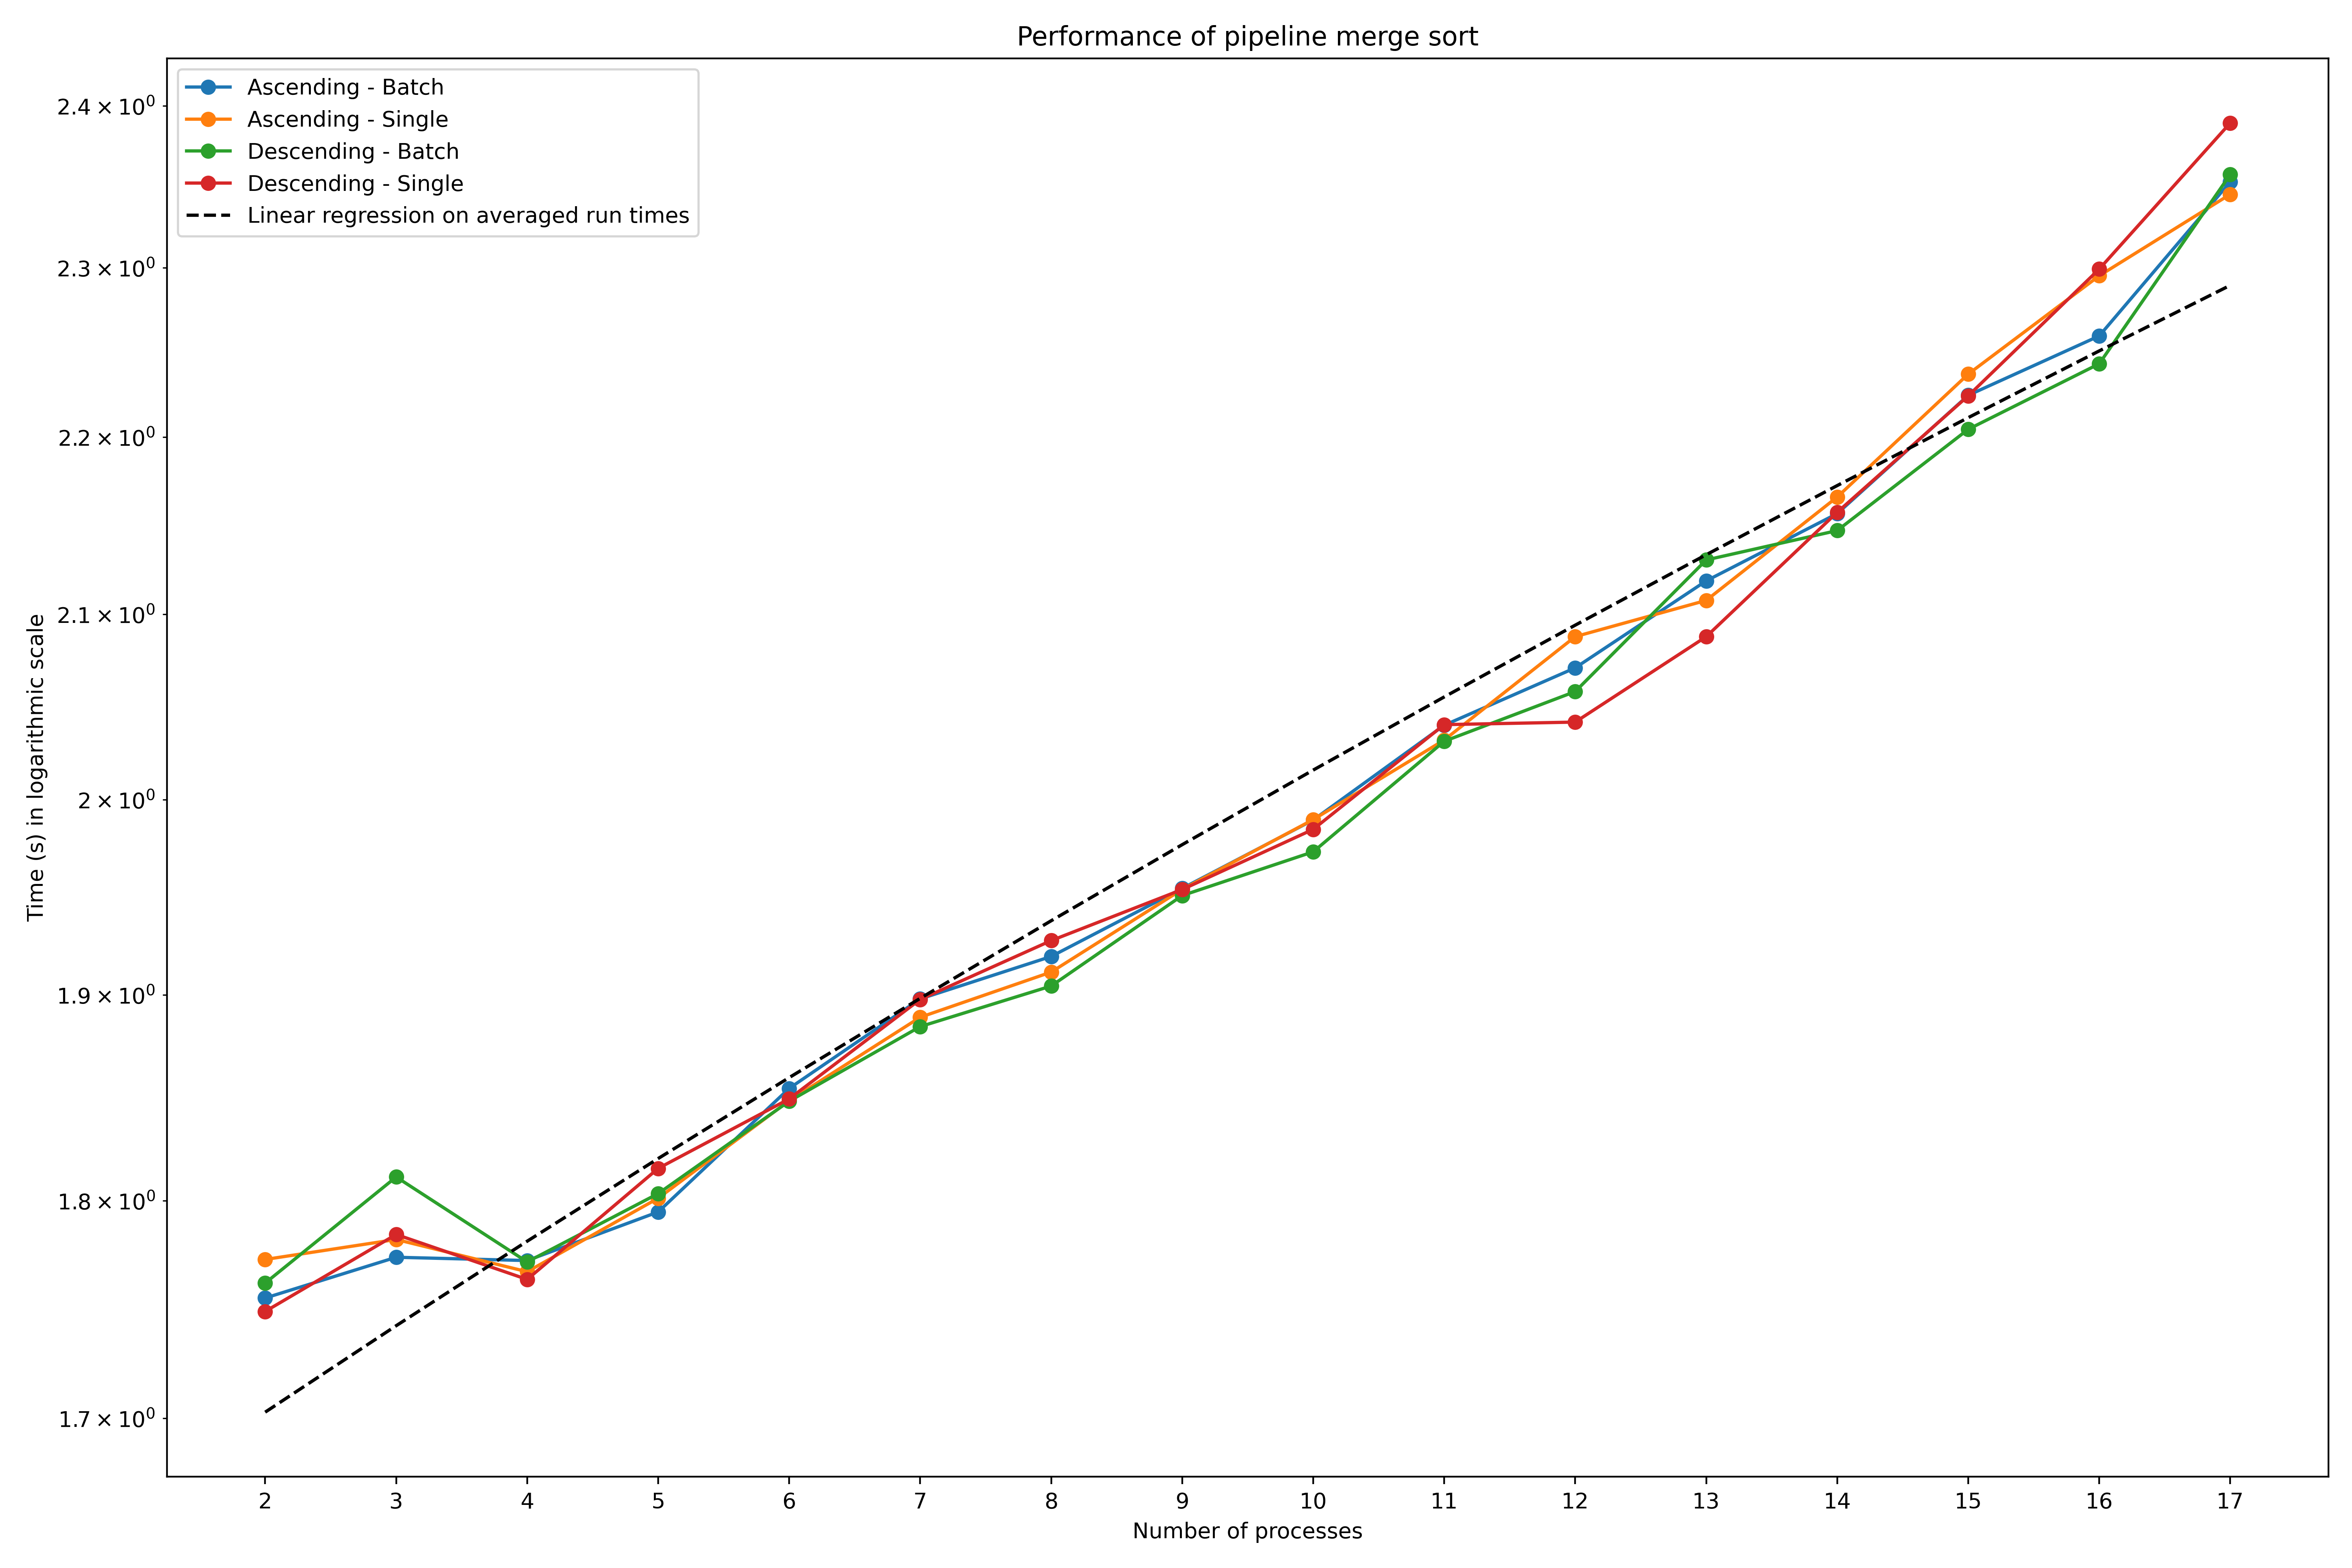 Performance of pipeline merge sort
Ascending - Batch
Ascending - Single
Descending - Batch
Descending - Single
Linear regression on averaged run times
2.4 × 10⁰
2.3 × 10⁰
2.2 × 10⁰
2.1 × 10⁰
2 × 10⁰
1.9 × 10⁰
1.8 × 10⁰
1.7 × 10⁰
Time (s) in logarithmic scale
2 3 4 5 6 7 8 9 10 11 12 13 14 15 16 17
Number of processes